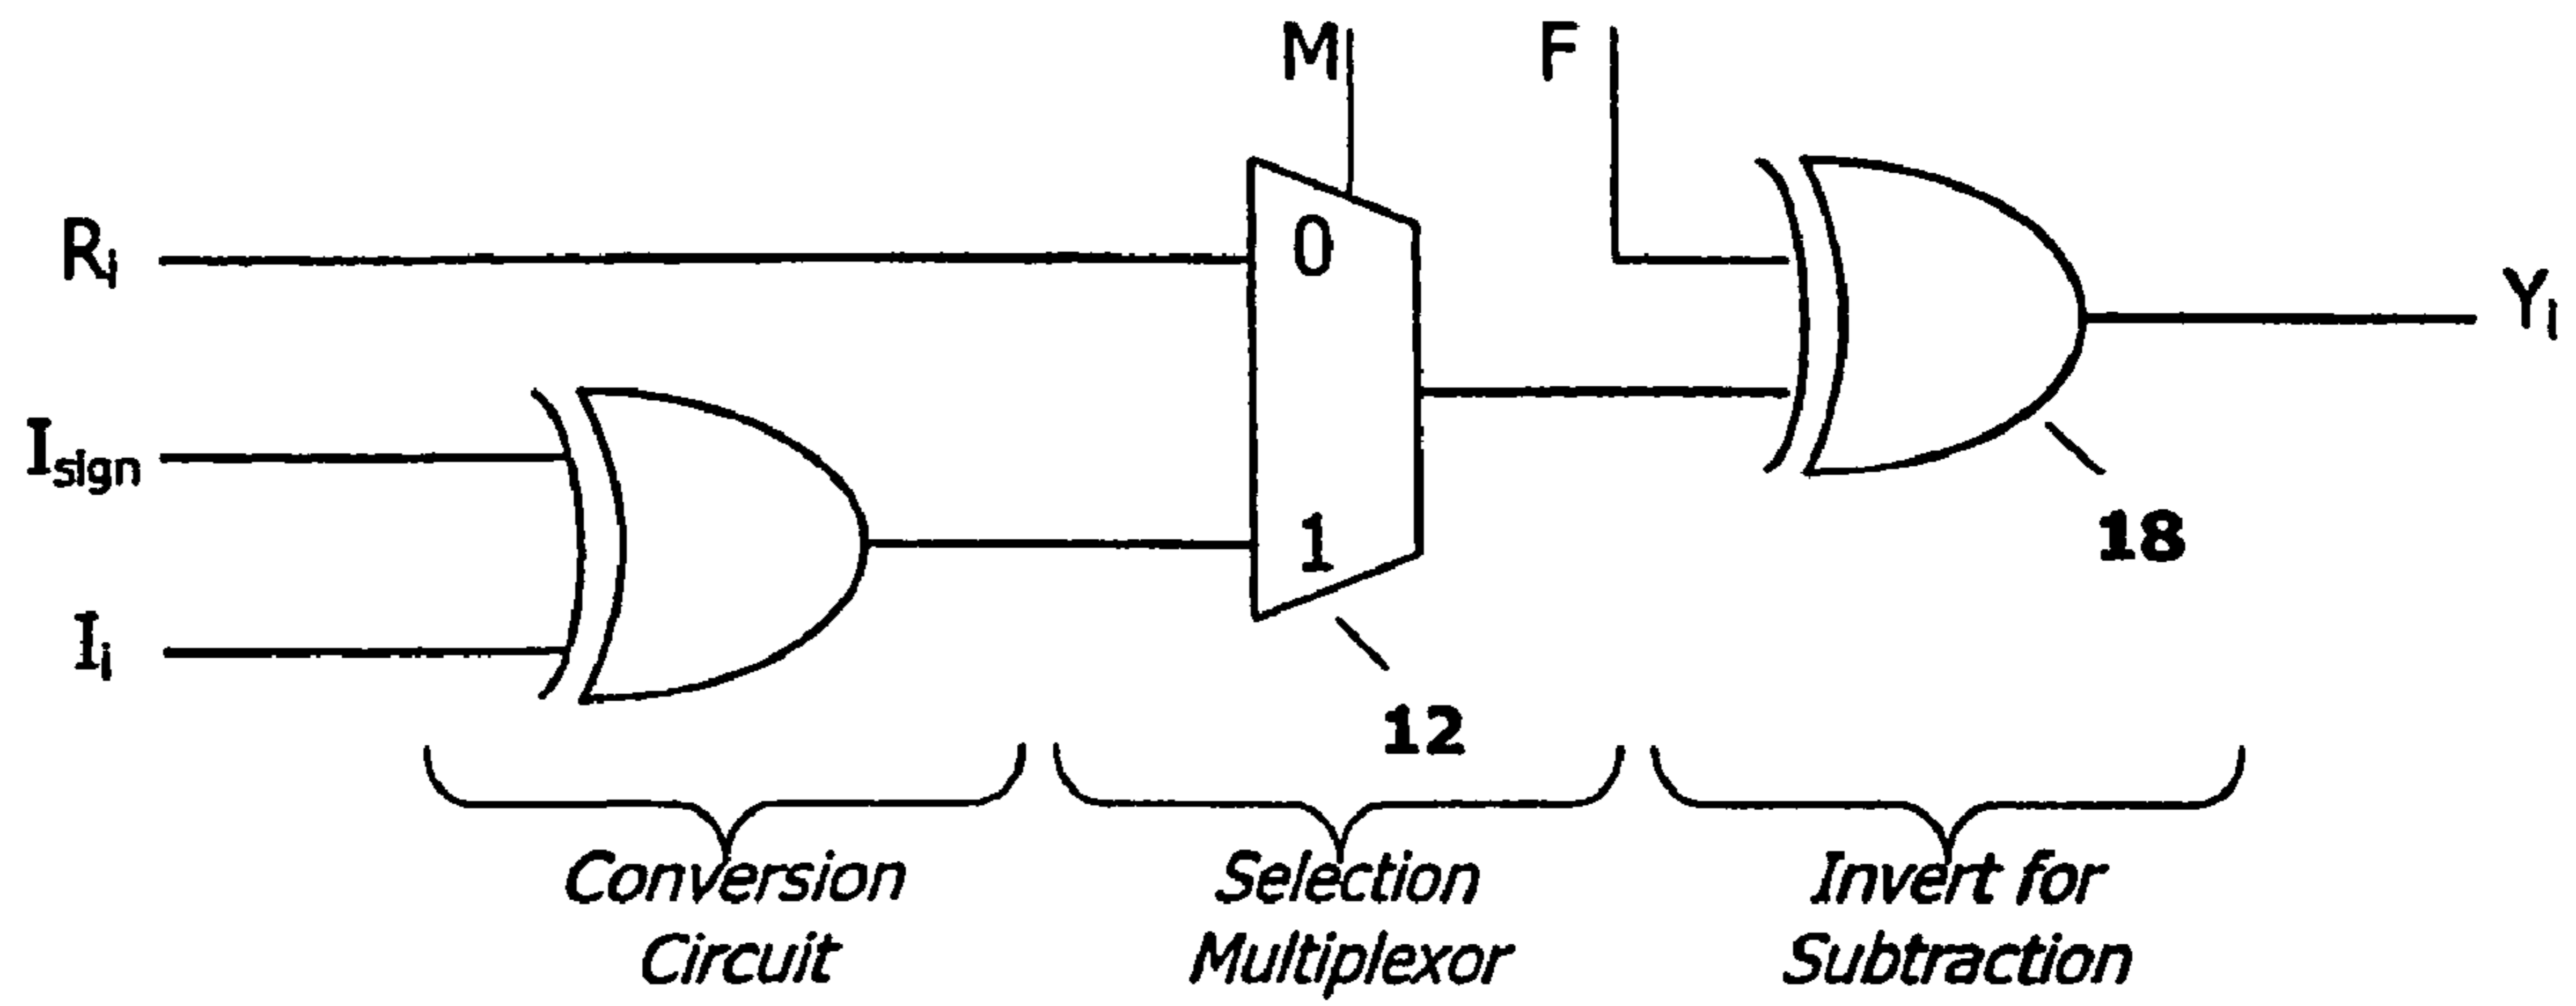 M
F
0
Ri
Yi
Isign
1
18
Ii
12
Conversion
Circuit
Selection
Multiplexor
Invert for
Subtraction